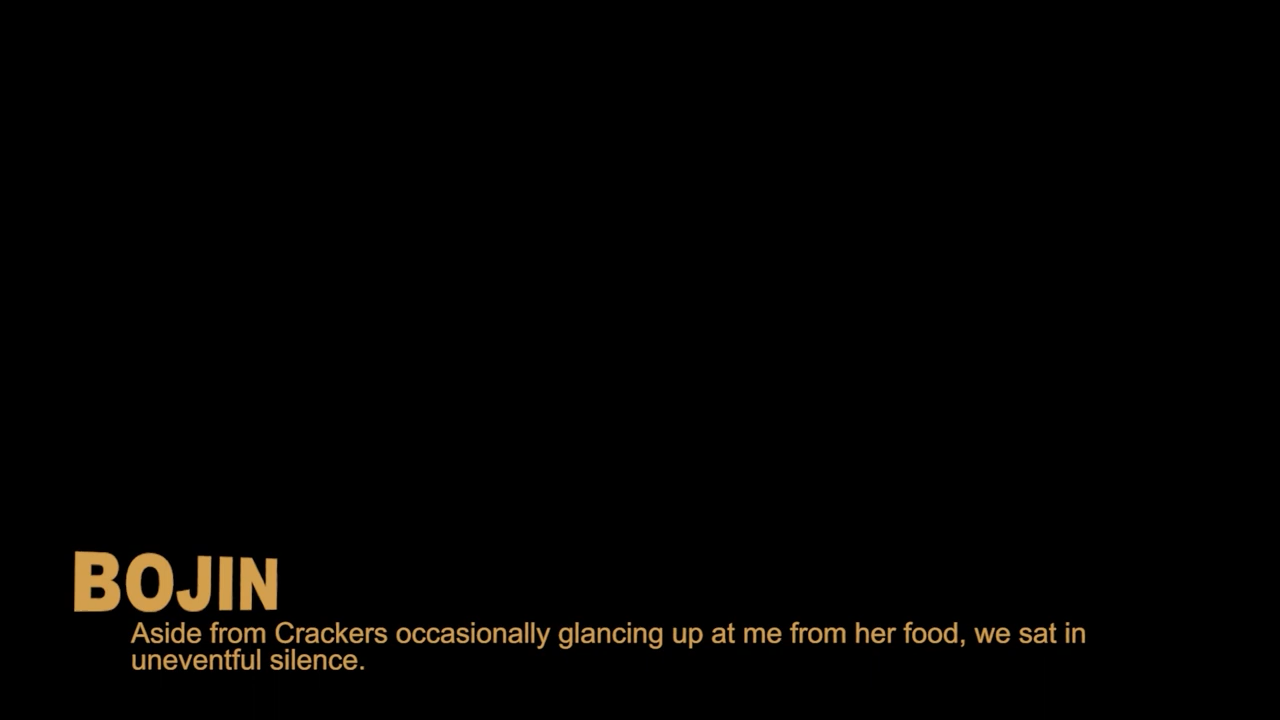 BOJIN
Aside from Crackers occasionally glancing up at me from her food, we sat in
uneventful silence.